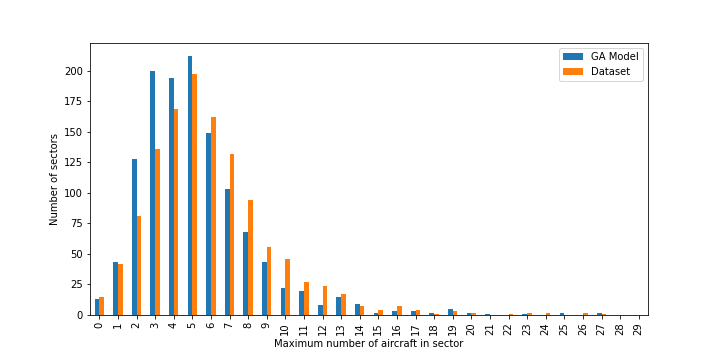 GA Model
Dataset
200
175
150
125
100
75
50
25
0
Number of sectors
0 1 2 3 4 5 6 7 8 9 10 11 12 13 14 15 16 17 18 19 20 21 22 23 24 25 26 27 28 29
Maximum number of aircraft in sector